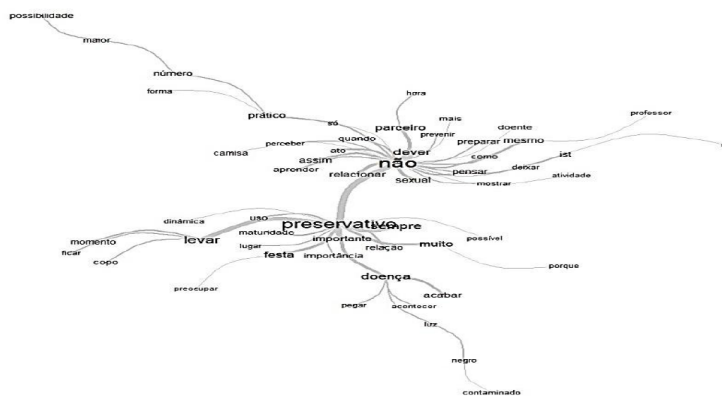 possibilidade
maior
número
forma
prático
hora
só
parceiro
mais
quando
prevenir
doente
professor
camisa
perceber
ato
dever
preparar
mesmo
assim
não
como
ist
aprender
relacionar
pensar
deixar
sexual
mostrar
atividade
dinâmica
uso
preservativo
sempre
momento
levar
maturidade
importante
possível
ficar
lugar
relação
muito
copo
festa
importância
porque
preocupar
doença
pegar
acontecer
acabar
luz
negro
contaminado